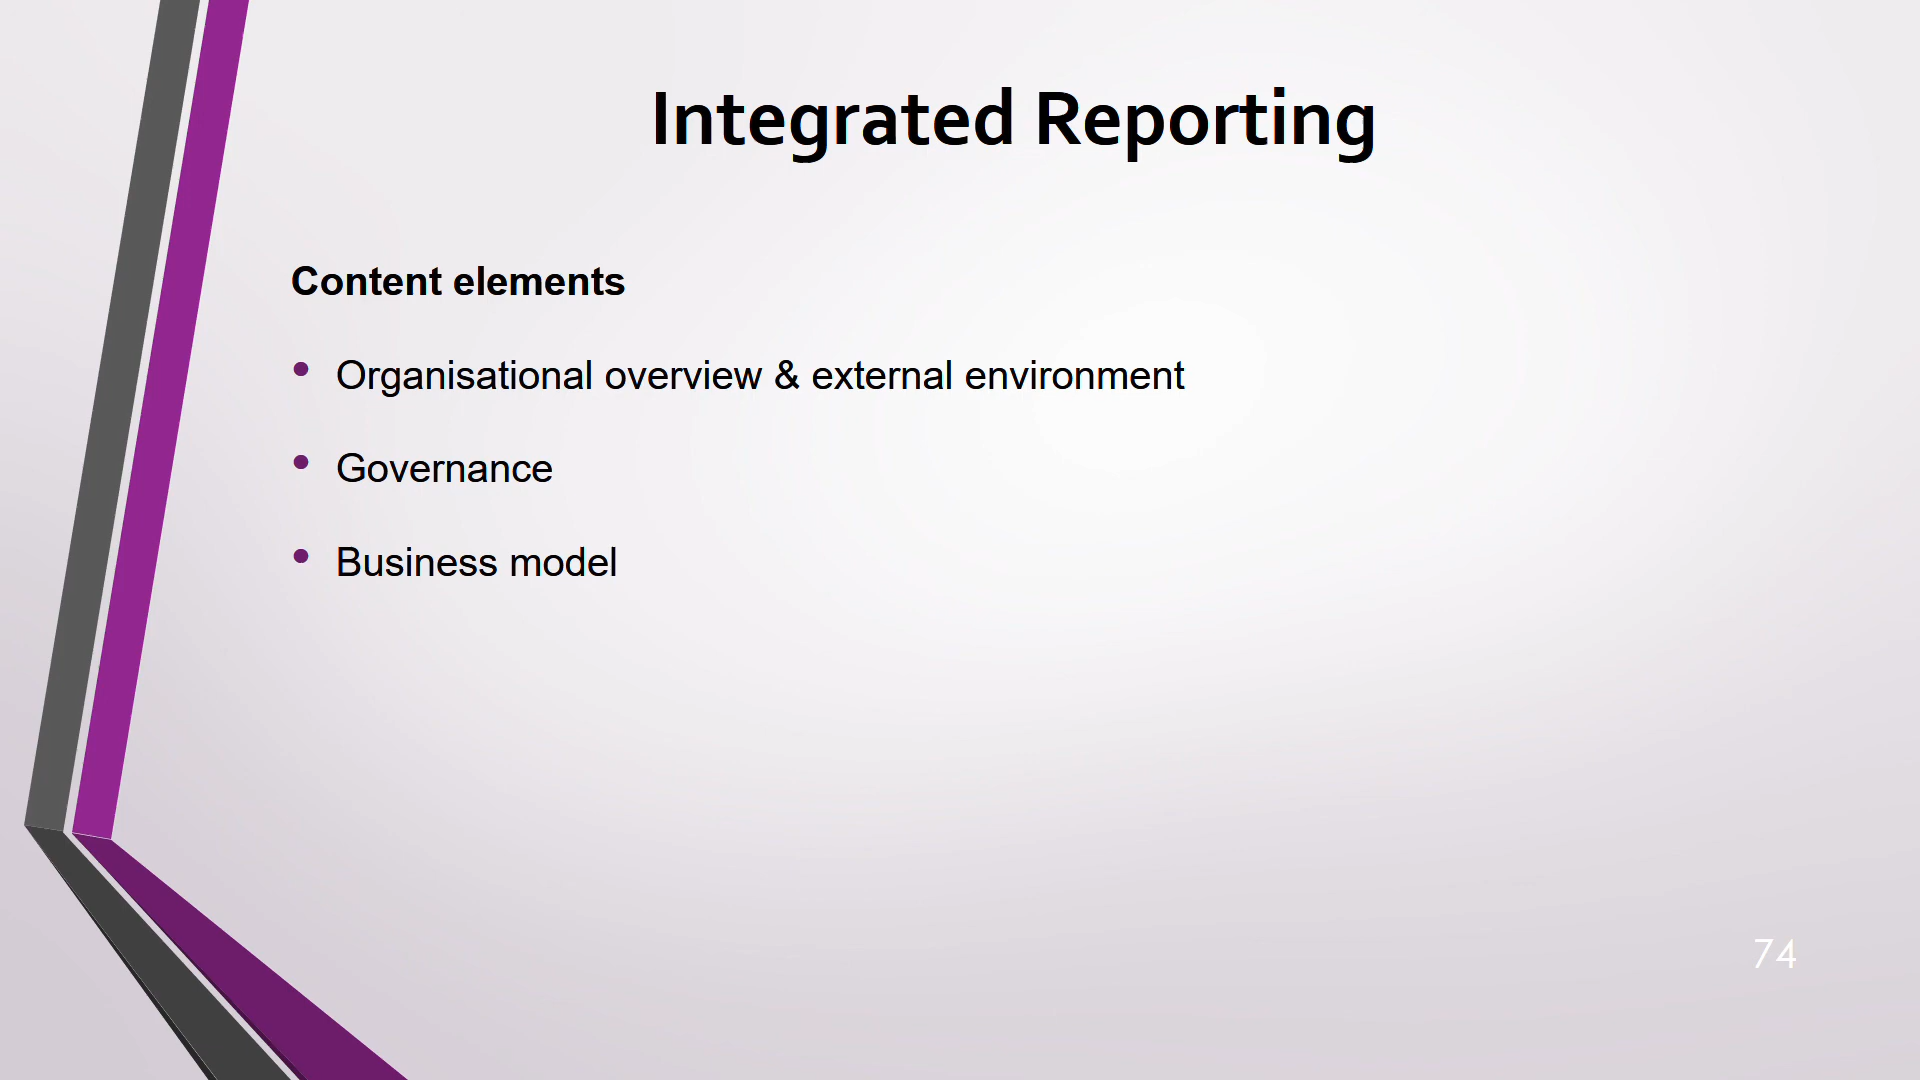 Integrated Reporting
Content elements
• Organisational overview & external environment
• Governance
• Business model
74